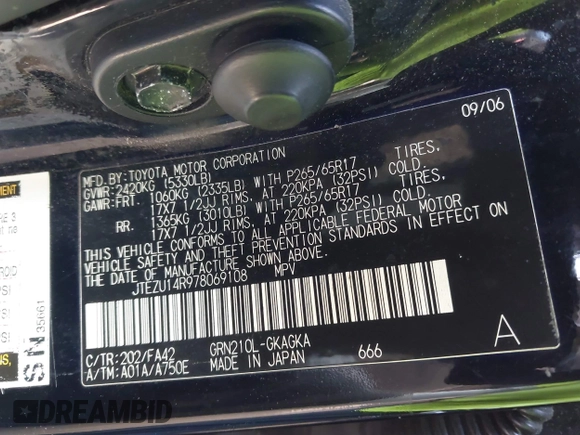 09/06
MFD.BY:TOYOTA MOTOR CORPORATION
GVWR:2420KG (5330LB)
GAWR:FRT. 1060KG (2335LB) WITH P265/65R17 TIRES,
17X7 1/2JJ RIMS, AT 220KPA (32PSI) COLD.
RR. 1365KG (3010LB) WITH P265/65R17 TIRES,
17X7 1/2JJ RIMS, AT 220KPA (32PSI) COLD.
THIS VEHICLE CONFORMS TO ALL APPLICABLE FEDERAL MOTOR
VEHICLE SAFETY AND THEFT PREVENTION STANDARDS IN EFFECT ON
THE DATE OF MANUFACTURE SHOWN ABOVE.
JTEZU14R978069108 MPV
C/TR:202/FA42 GRN210L-GKAGKA
A/TM:A01A/A750E MADE IN JAPAN 666 A
SN 35061
DREAMBID